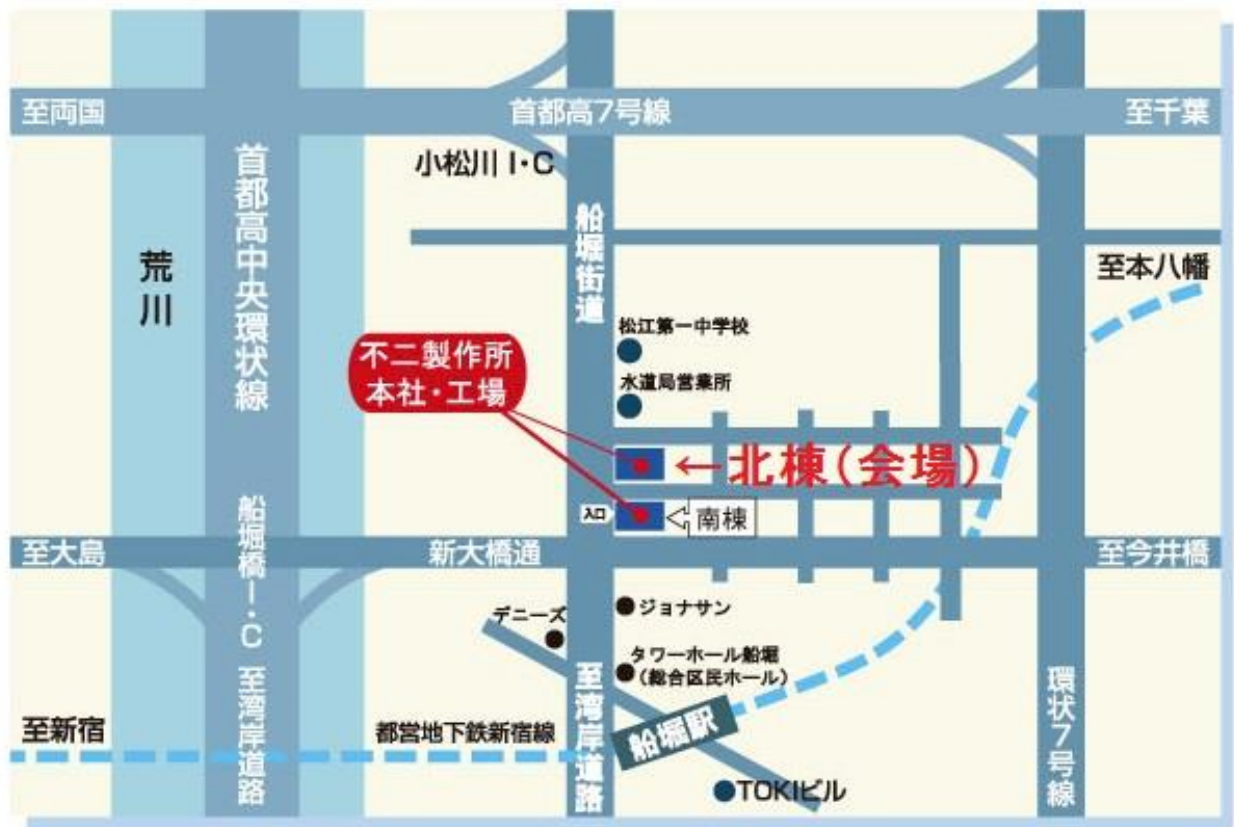 至両国
首都高7号線
至千葉
小松川 I・C
首都高中央環状線
船堀街道
荒川
至本八幡
松江第一中学校
不二製作所
本社・工場
水道局営業所
←北棟(会場)
入口
南棟
船堀橋I・C
至大島
新大橋通
至今井橋
デニーズ
ジョナサン
タワーホール船堀
(総合区民ホール)
至湾岸道路
至湾岸道路
環状7号線
至新宿
都営地下鉄新宿線
船堀駅
TOKIビル